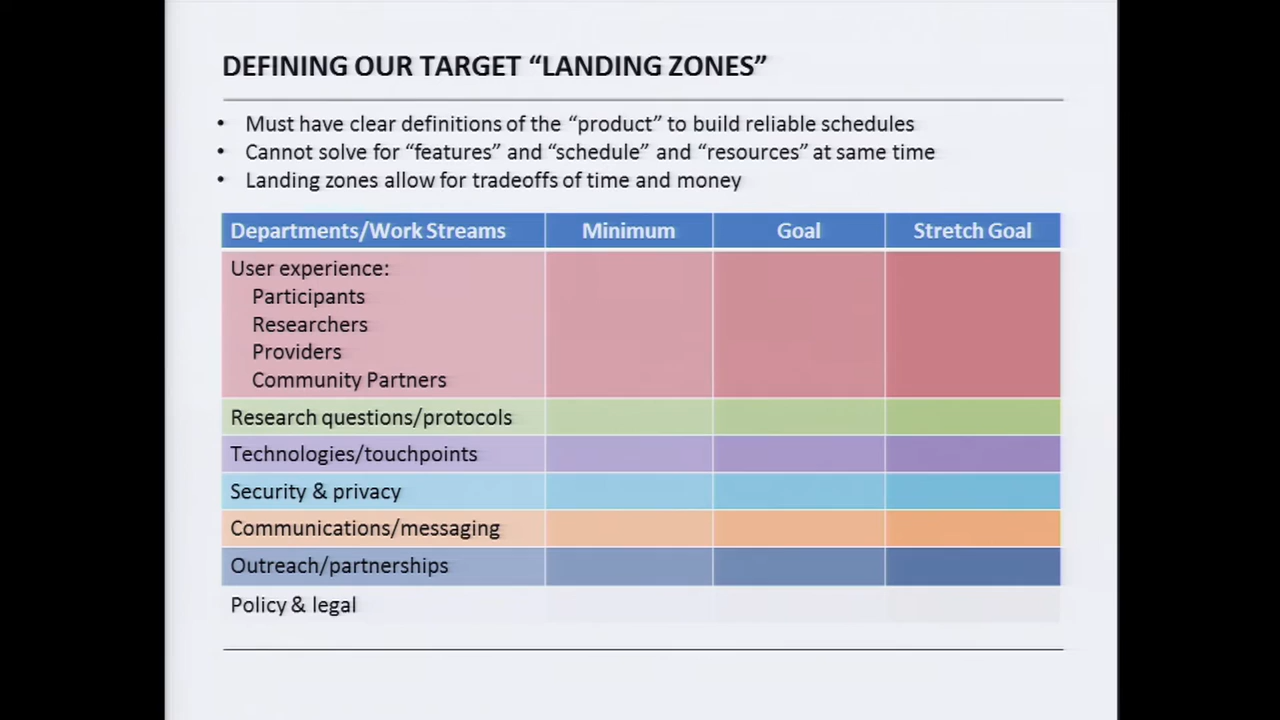 DEFINING OUR TARGET “LANDING ZONES”
• Must have clear definitions of the “product” to build reliable schedules
• Cannot solve for “features” and “schedule” and “resources” at same time
• Landing zones allow for tradeoffs of time and money
Departments/Work Streams Minimum Goal Stretch Goal
User experience:
Participants
Researchers
Providers
Community Partners
Research questions/protocols
Technologies/touchpoints
Security & privacy
Communications/messaging
Outreach/partnerships
Policy & legal